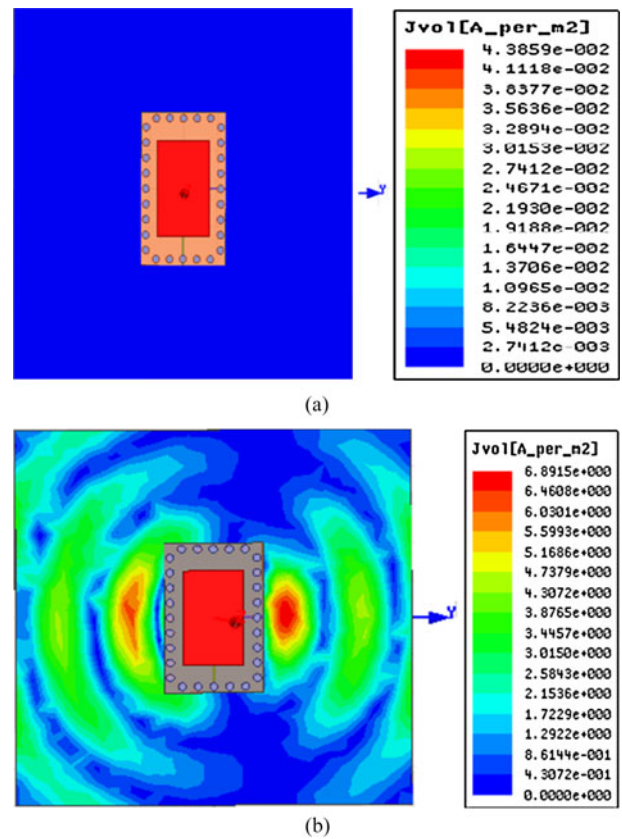 Jvol[A_per_m2]
4.3859e-002
4.1118e-002
3.8377e-002
3.5636e-002
3.2894e-002
3.0153e-002
2.7412e-002
2.4671e-002
2.1930e-002
1.9188e-002
1.6447e-002
1.3706e-002
1.0965e-002
8.2236e-003
5.4824e-003
2.7412e-003
0.0000e+000
Y
(a)
Jvol[A_per_m2]
6.8915e+000
6.4608e+000
6.0301e+000
5.5993e+000
5.1686e+000
4.7379e+000
4.3072e+000
3.8765e+000
3.4457e+000
3.0150e+000
2.5843e+000
2.1536e+000
1.7229e+000
1.2922e+000
8.6144e-001
4.3072e-001
0.0000e+000
Y
(b)